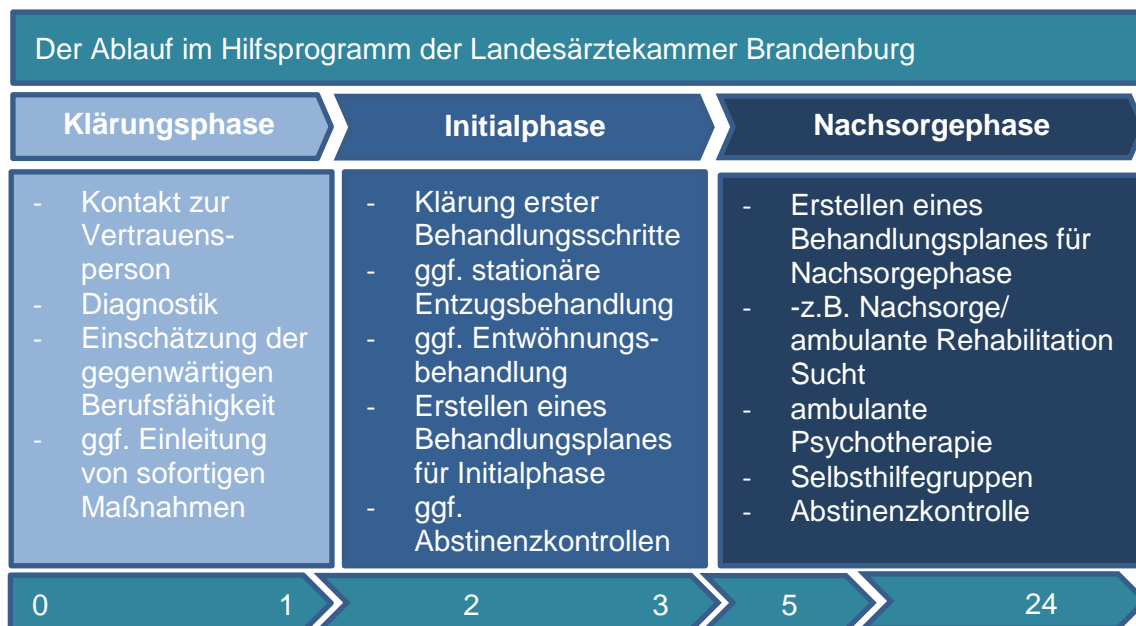 Der Ablauf im Hilfsprogramm der Landesärztekammer Brandenburg
Klärungsphase
- Kontakt zur
Vertrauens-
person
- Diagnostik
- Einschätzung der
gegenwärtigen
Berufsfähigkeit
- ggf. Einleitung
von sofortigen
Maßnahmen
Initialphase
- Klärung erster
Behandlungsschritte
- ggf. stationäre
Entzugsbehandlung
- ggf. Entwöhnungs-
behandlung
- Erstellen eines
Behandlungsplanes
für Initialphase
- ggf.
Abstinenzkontrollen
Nachsorgephase
- Erstellen eines
Behandlungsplanes für
Nachsorgephase
- -z.B. Nachsorge/
ambulante Rehabilitation
Sucht
- ambulante
Psychotherapie
- Selbsthilfegruppen
- Abstinenzkontrolle
0 1 2 3 5 24